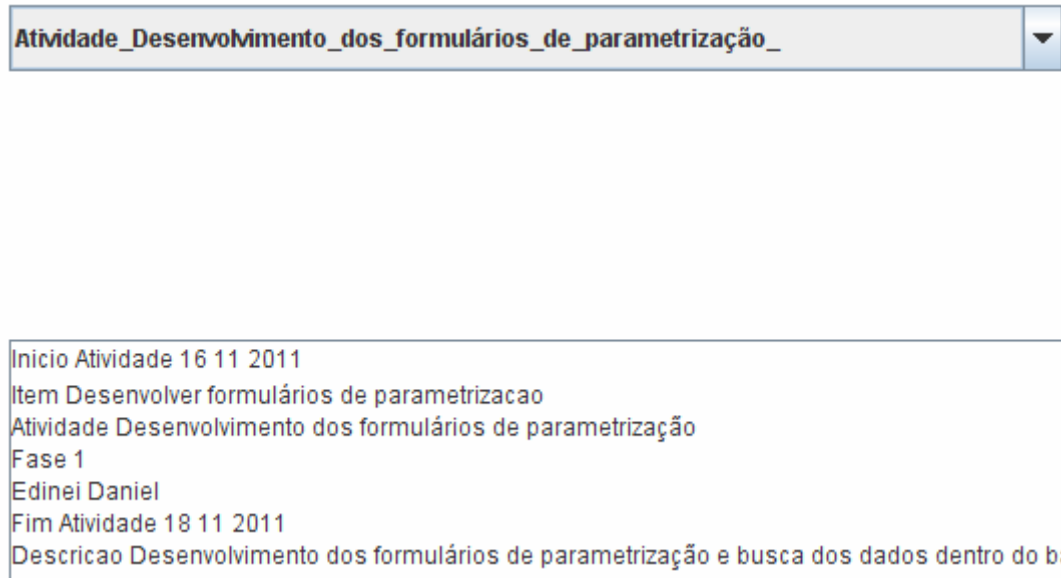 Atividade_Desenvolvimento_dos_formulários_de_parametrização_
Inicio Atividade 16 11 2011
Item Desenvolver formulários de parametrizacao
Atividade Desenvolvimento dos formulários de parametrização
Fase 1
Edinei Daniel
Fim Atividade 18 11 2011
Descricao Desenvolvimento dos formulários de parametrização e busca dos dados dentro do